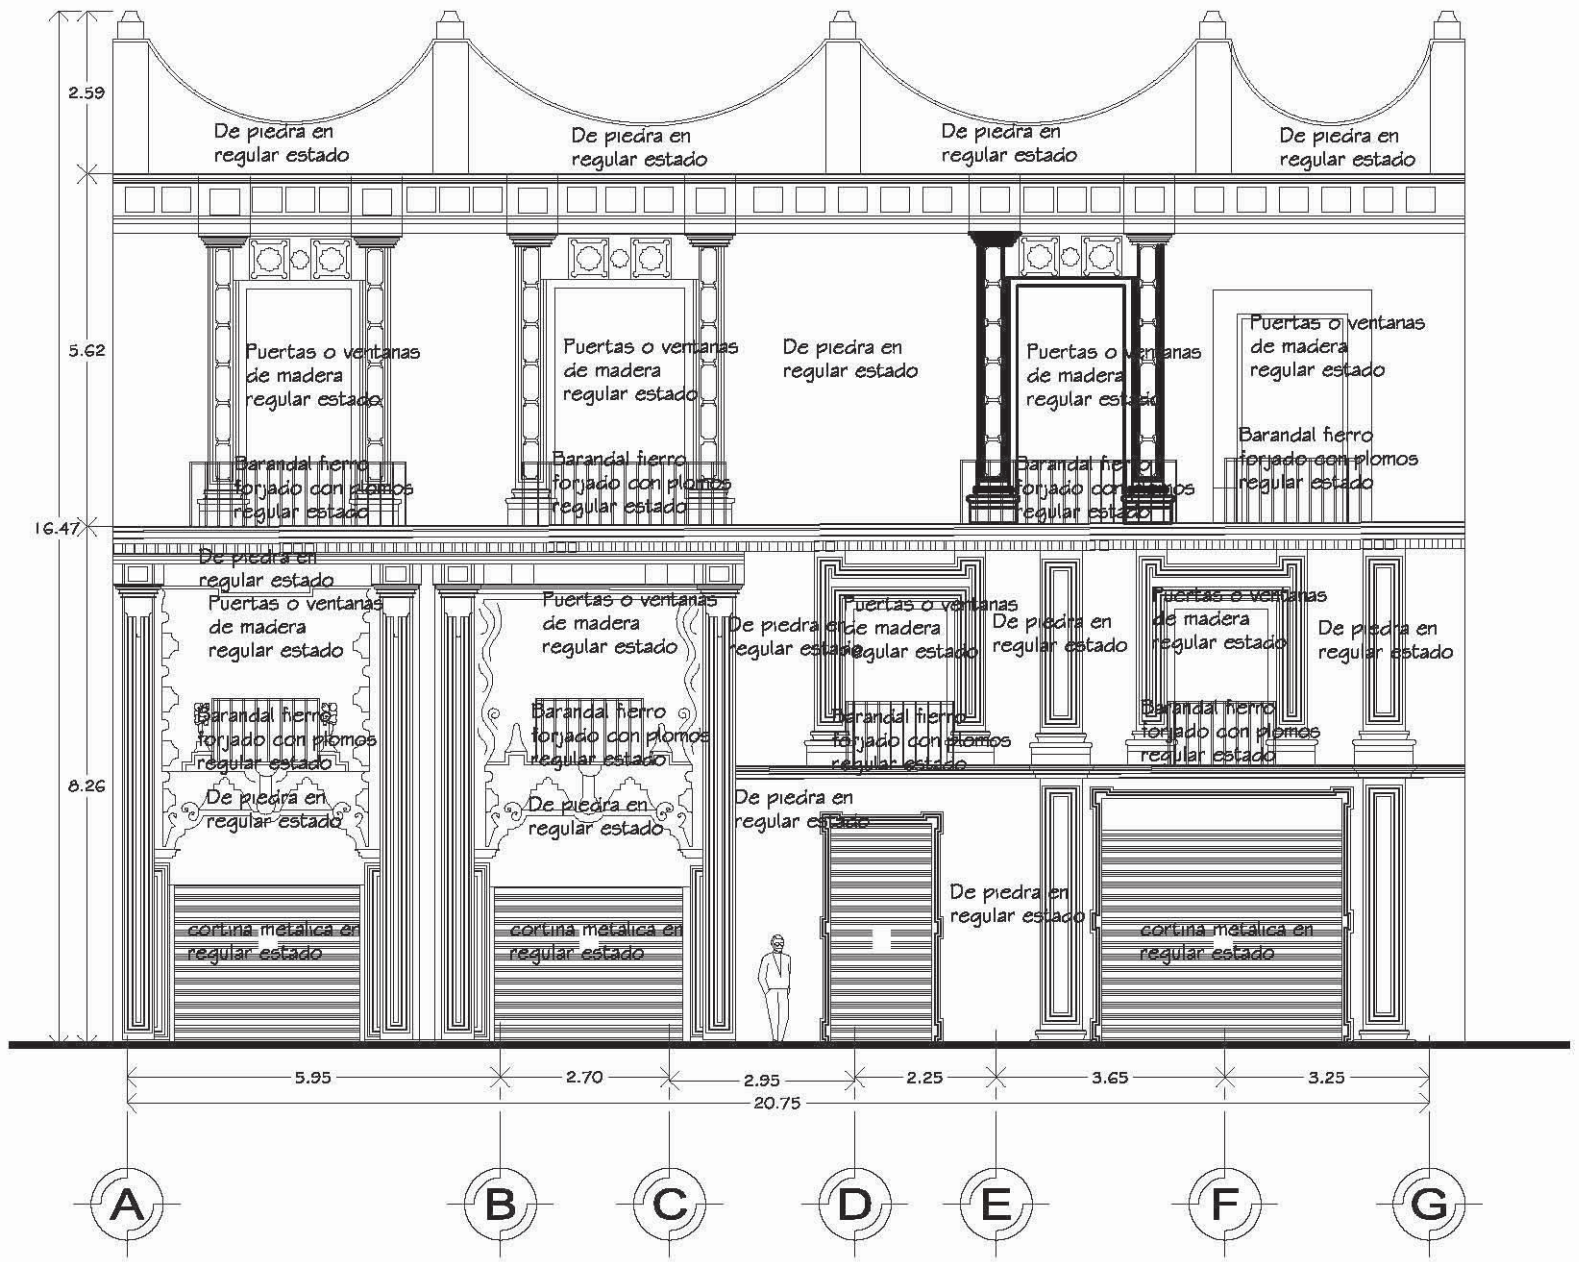 2.59
De piedra en
regular estado
De piedra en
regular estado
De piedra en
regular estado
De piedra en
regular estado
5.62
Puertas o ventanas
de madera
regular estado
Puertas o ventanas
de madera
regular estado
De piedra en
regular estado
Puertas o ventanas
de madera
regular estado
Puertas o ventanas
de madera
regular estado
Barandal fierro
forjado con plomos
regular estado
Barandal fierro
forjado con plomos
regular estado
Barandal fierro
forjado con plomos
regular estado
Barandal fierro
forjado con plomos
regular estado
16.47
De piedra en
regular estado
Puertas o ventanas
de madera
regular estado
Puertas o ventanas
de madera
regular estado
De piedra en
regular estado
Puertas o ventanas
de madera
regular estado
De piedra en
regular estado
Puertas o ventanas
de madera
regular estado
De piedra en
regular estado
Barandal fierro
forjado con plomos
regular estado
Barandal fierro
forjado con plomos
regular estado
Barandal fierro
forjado con plomos
regular estado
Barandal fierro
forjado con plomos
regular estado
8.26
De piedra en
regular estado
De piedra en
regular estado
De piedra en
regular estado
De piedra en
regular estado
cortina metalica en
regular estado
cortina metalica en
regular estado
cortina metalica en
regular estado
5.95
2.70
2.95
2.25
3.65
3.25
20.75
A
B
C
D
E
F
G